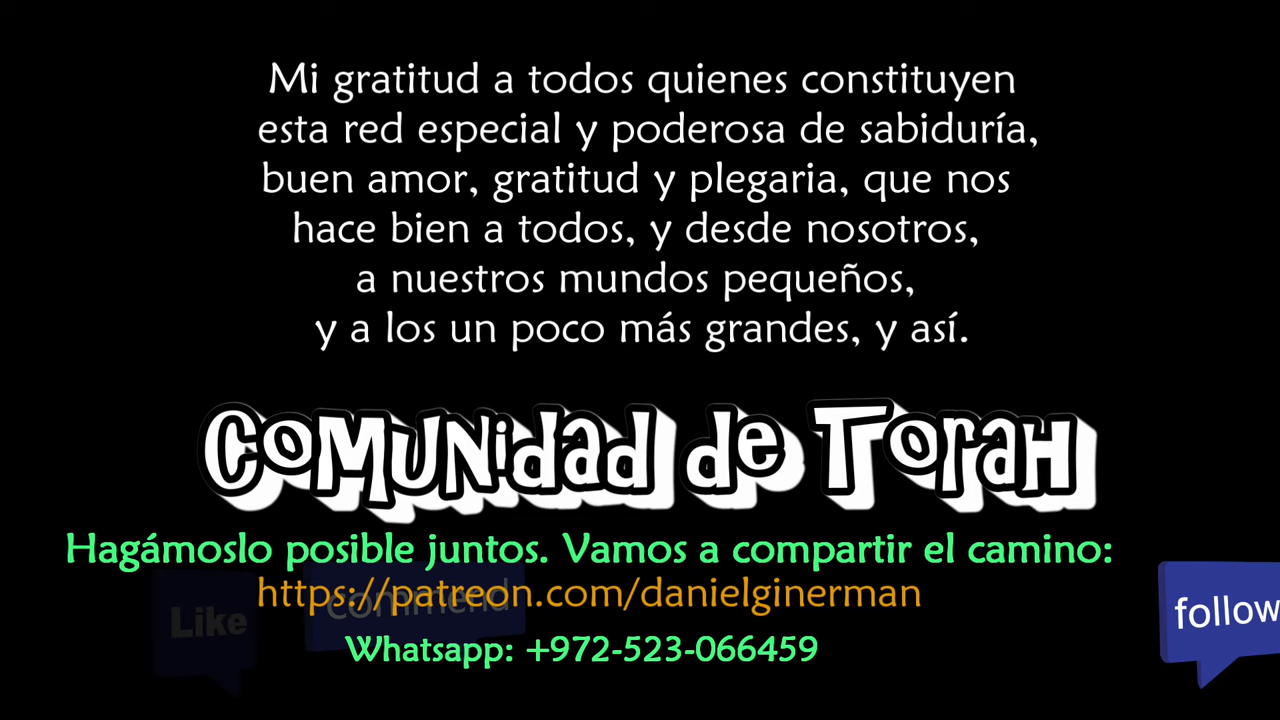 Mi gratitud a todos quienes constituyen
esta red especial y poderosa de sabiduría,
buen amor, gratitud y plegaria, que nos
hace bien a todos, y desde nosotros,
a nuestros mundos pequeños,
y a los un poco más grandes, y así.
Comunidad de Torah
Hagámoslo posible juntos. Vamos a compartir el camino:
https://patreon.com/danielginerman
Like
commend
follow
Whatsapp: +972-523-066459